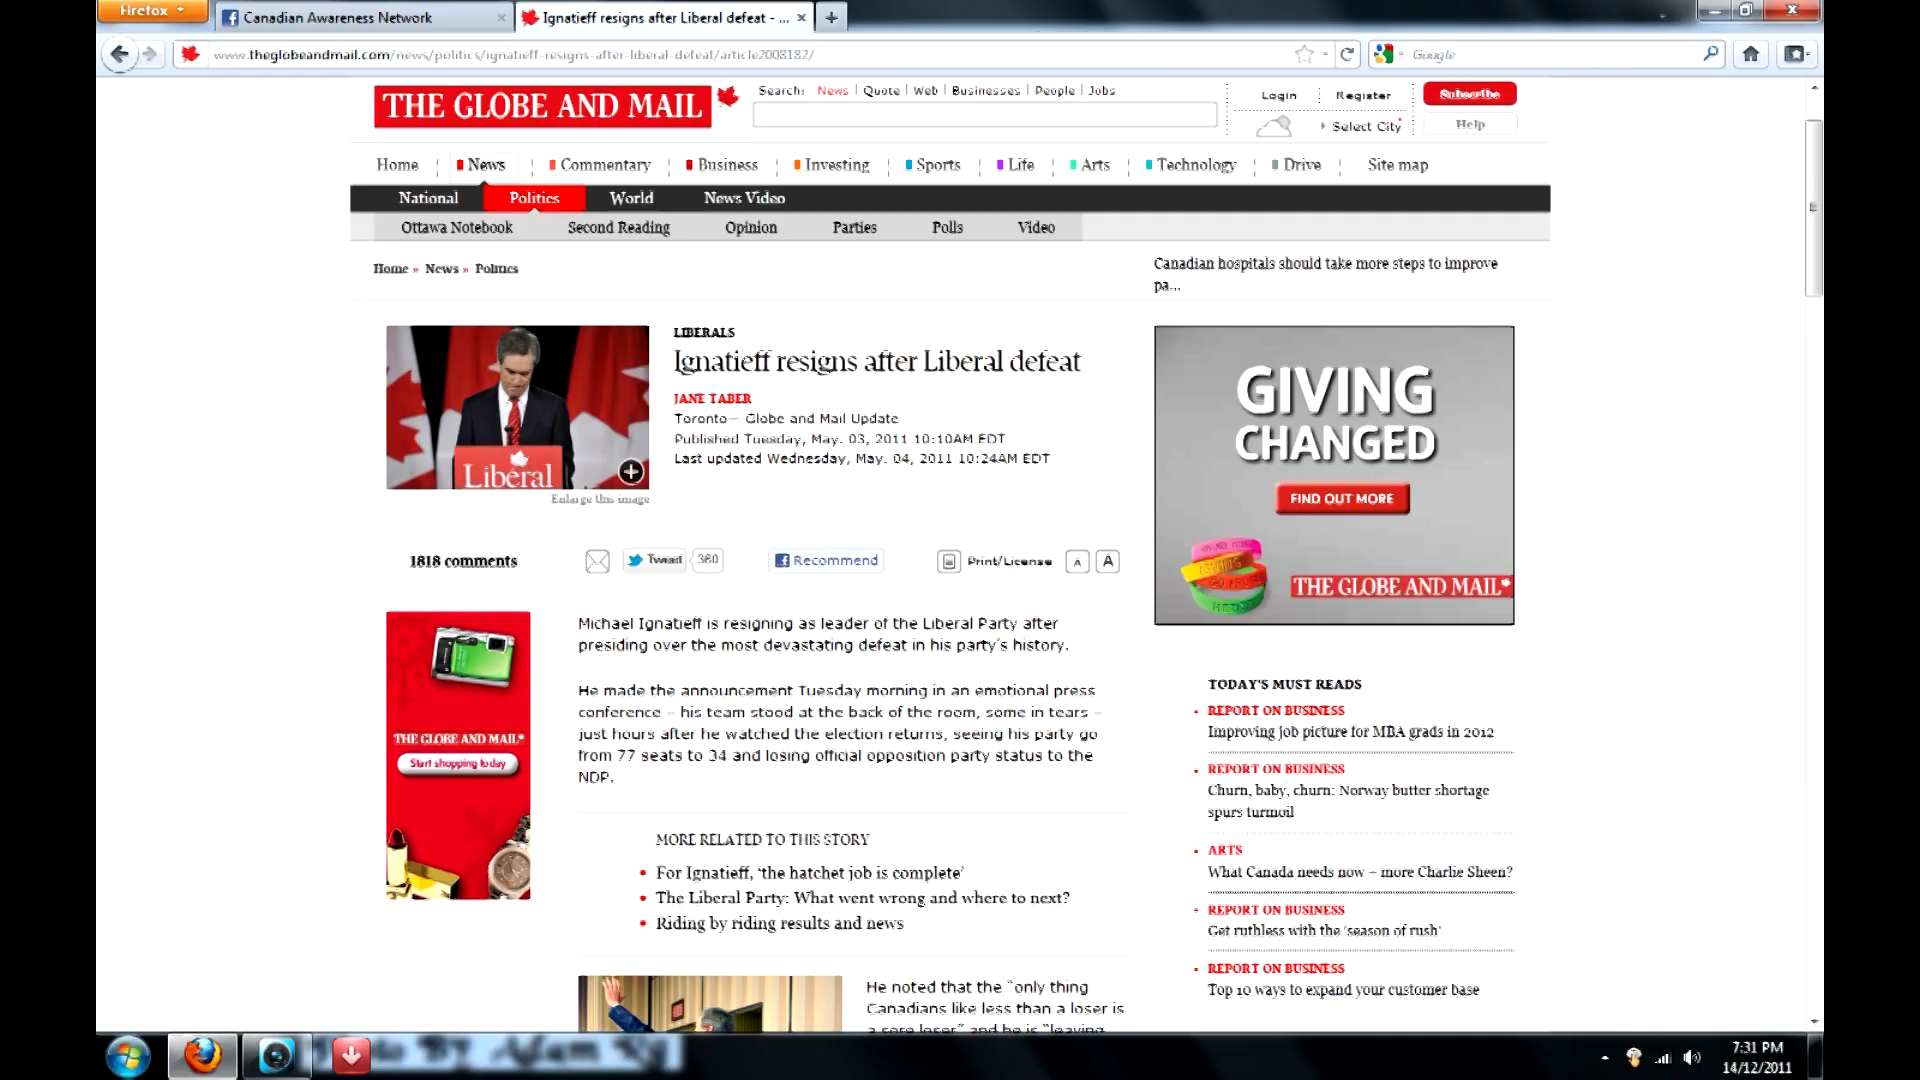 Firefox
Canadian Awareness Network
Ignatieff resigns after Liberal defeat - ...
www.theglobeandmail.com/news/politics/ignatieff-resigns-after-liberal-defeat/article2008182/
Google
THE GLOBE AND MAIL
Search: News | Quote | Web | Businesses | People | Jobs
Login
Register
Subscribe
Select City
Help
Home
News
Commentary
Business
Investing
Sports
Life
Arts
Technology
Drive
Site map
National
Politics
World
News Video
Ottawa Notebook
Second Reading
Opinion
Parties
Polls
Video
Home » News » Politics
Canadian hospitals should take more steps to improve
pa...
Liberal
Enlarge this image
LIBERALS
Ignatieff resigns after Liberal defeat
JANE TABER
Toronto— Globe and Mail Update
Published Tuesday, May. 03, 2011 10:10AM EDT
Last updated Wednesday, May. 04, 2011 10:24AM EDT
GIVING
CHANGED
FIND OUT MORE
THE GLOBE AND MAIL*
1818 comments
Tweet
360
Recommend
Print/License
A
A
THE GLOBE AND MAIL*
Start shopping today
Michael Ignatieff is resigning as leader of the Liberal Party after
presiding over the most devastating defeat in his party's history.
He made the announcement Tuesday morning in an emotional press
conference – his team stood at the back of the room, some in tears –
just hours after he watched the election returns, seeing his party go
from 77 seats to 34 and losing official opposition party status to the
NDP.
MORE RELATED TO THIS STORY
• For Ignatieff, 'the hatchet job is complete'
• The Liberal Party: What went wrong and where to next?
• Riding by riding results and news
He noted that the "only thing
Canadians like less than a loser is
a sore loser" and he is "leaving
TODAY'S MUST READS
• REPORT ON BUSINESS
Improving job picture for MBA grads in 2012
• REPORT ON BUSINESS
Churn, baby, churn: Norway butter shortage
spurs turmoil
• ARTS
What Canada needs now – more Charlie Sheen?
• REPORT ON BUSINESS
Get ruthless with the 'season of rush'
• REPORT ON BUSINESS
Top 10 ways to expand your customer base
By Adam
7:31 PM
14/12/2011